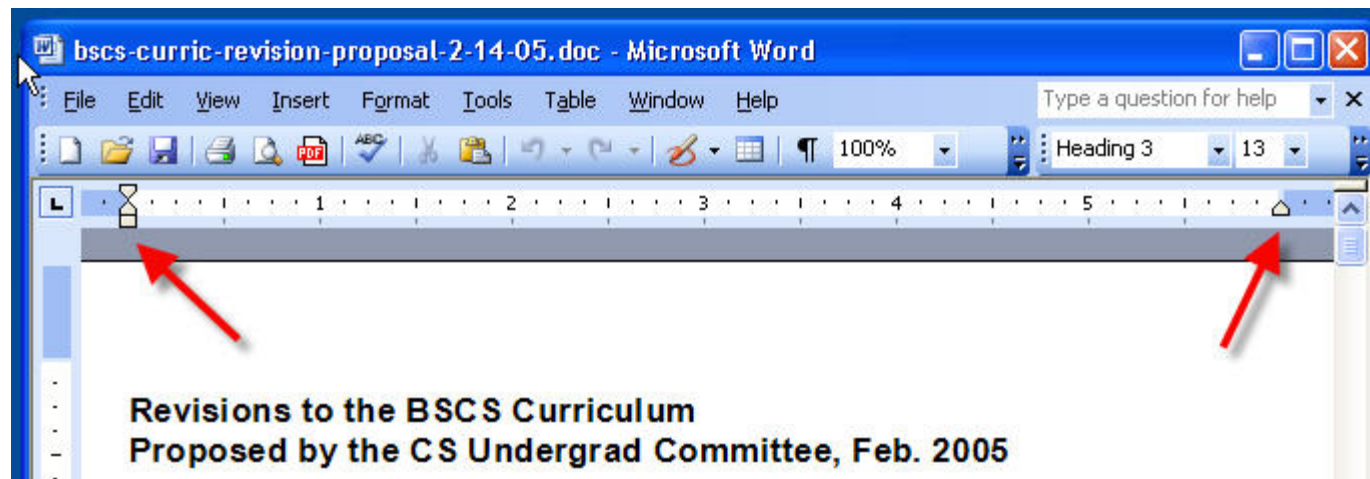 bscs-curric-revision-proposal-2-14-05.doc - Microsoft Word
File Edit View Insert Format Tools Table Window Help Type a question for help
PDF ABC 100% Heading 3 13
1 2 3 4 5
Revisions to the BSCS Curriculum
Proposed by the CS Undergrad Committee, Feb. 2005